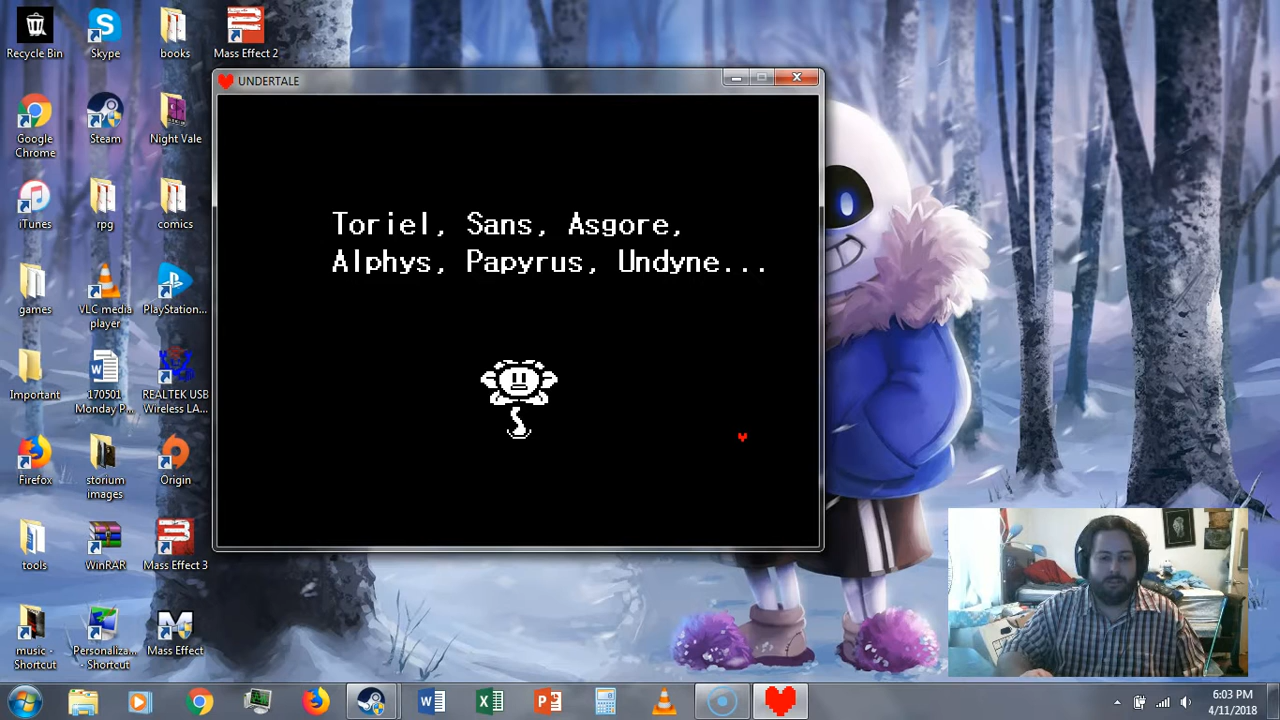 Recycle Bin
Skype
books
Mass Effect 2
UNDERTALE
Google
Chrome
Steam
Night Vale
iTunes
rpg
comics
games
VLC media
player
PlayStation...
Important
170501
Monday P...
REALTEK USB
Wireless LA...
Firefox
storium
images
Origin
tools
WinRAR
Mass Effect 3
music -
Shortcut
Personaliza...
- Shortcut
Mass Effect
Toriel, Sans, Asgore,
Alphys, Papyrus, Undyne...
6:03 PM
4/11/2018